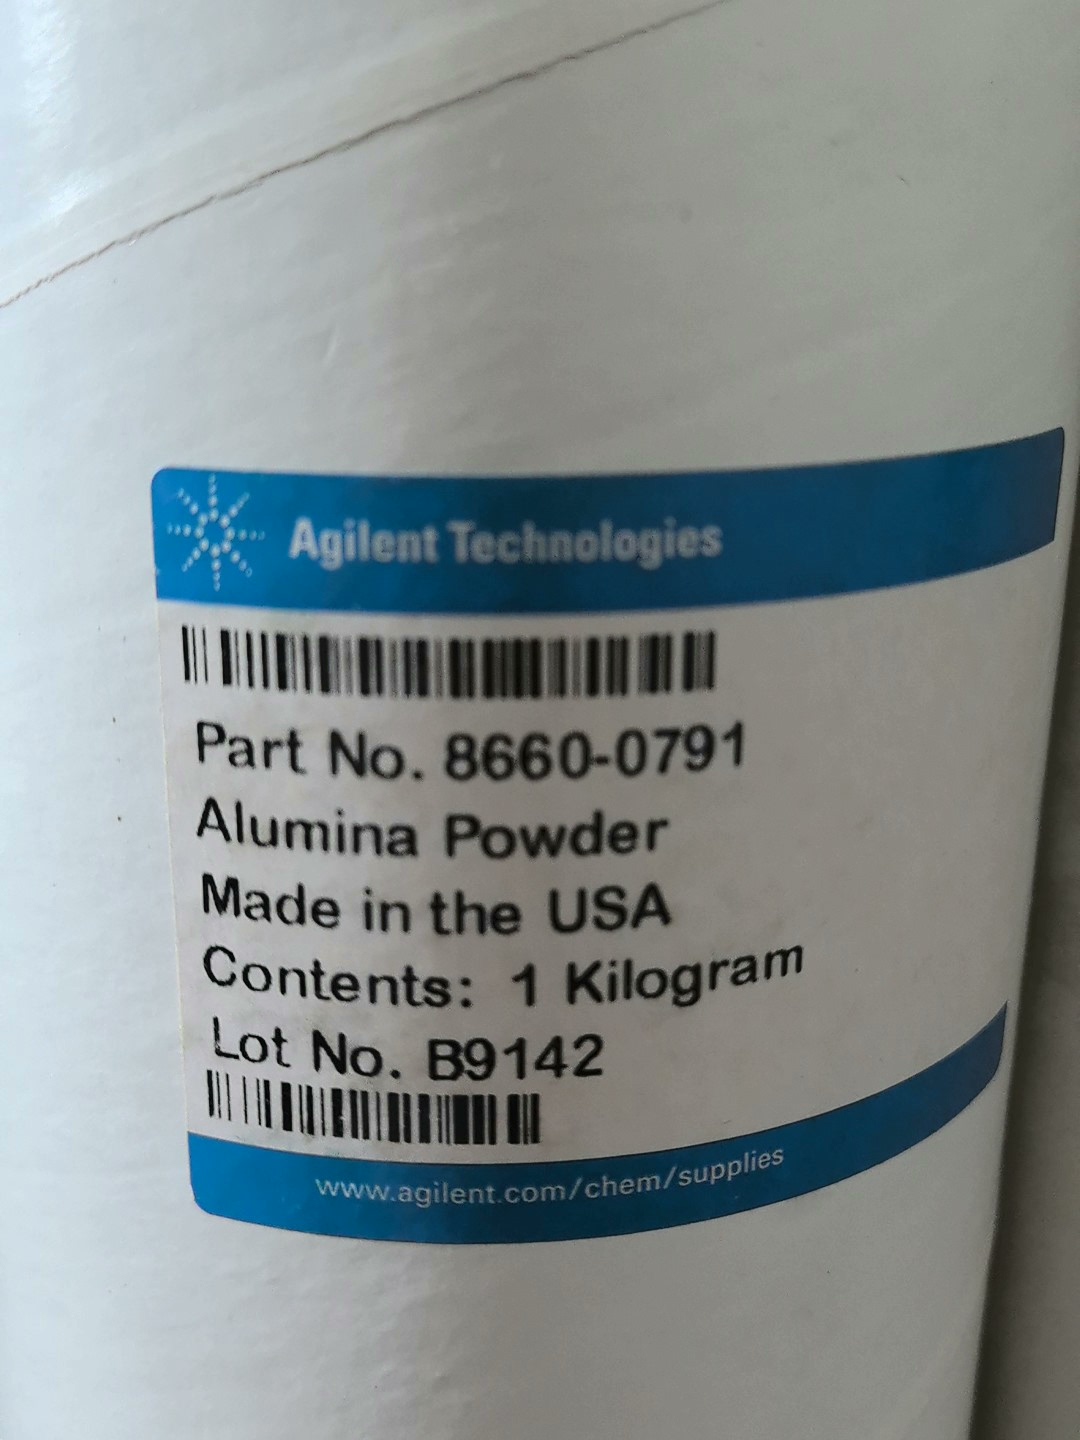 Agilent Technologies
Part No. 8660-0791
Alumina Powder
Made in the USA
Contents: 1 Kilogram
Lot No. B9142
www.agilent.com/chem/supplies